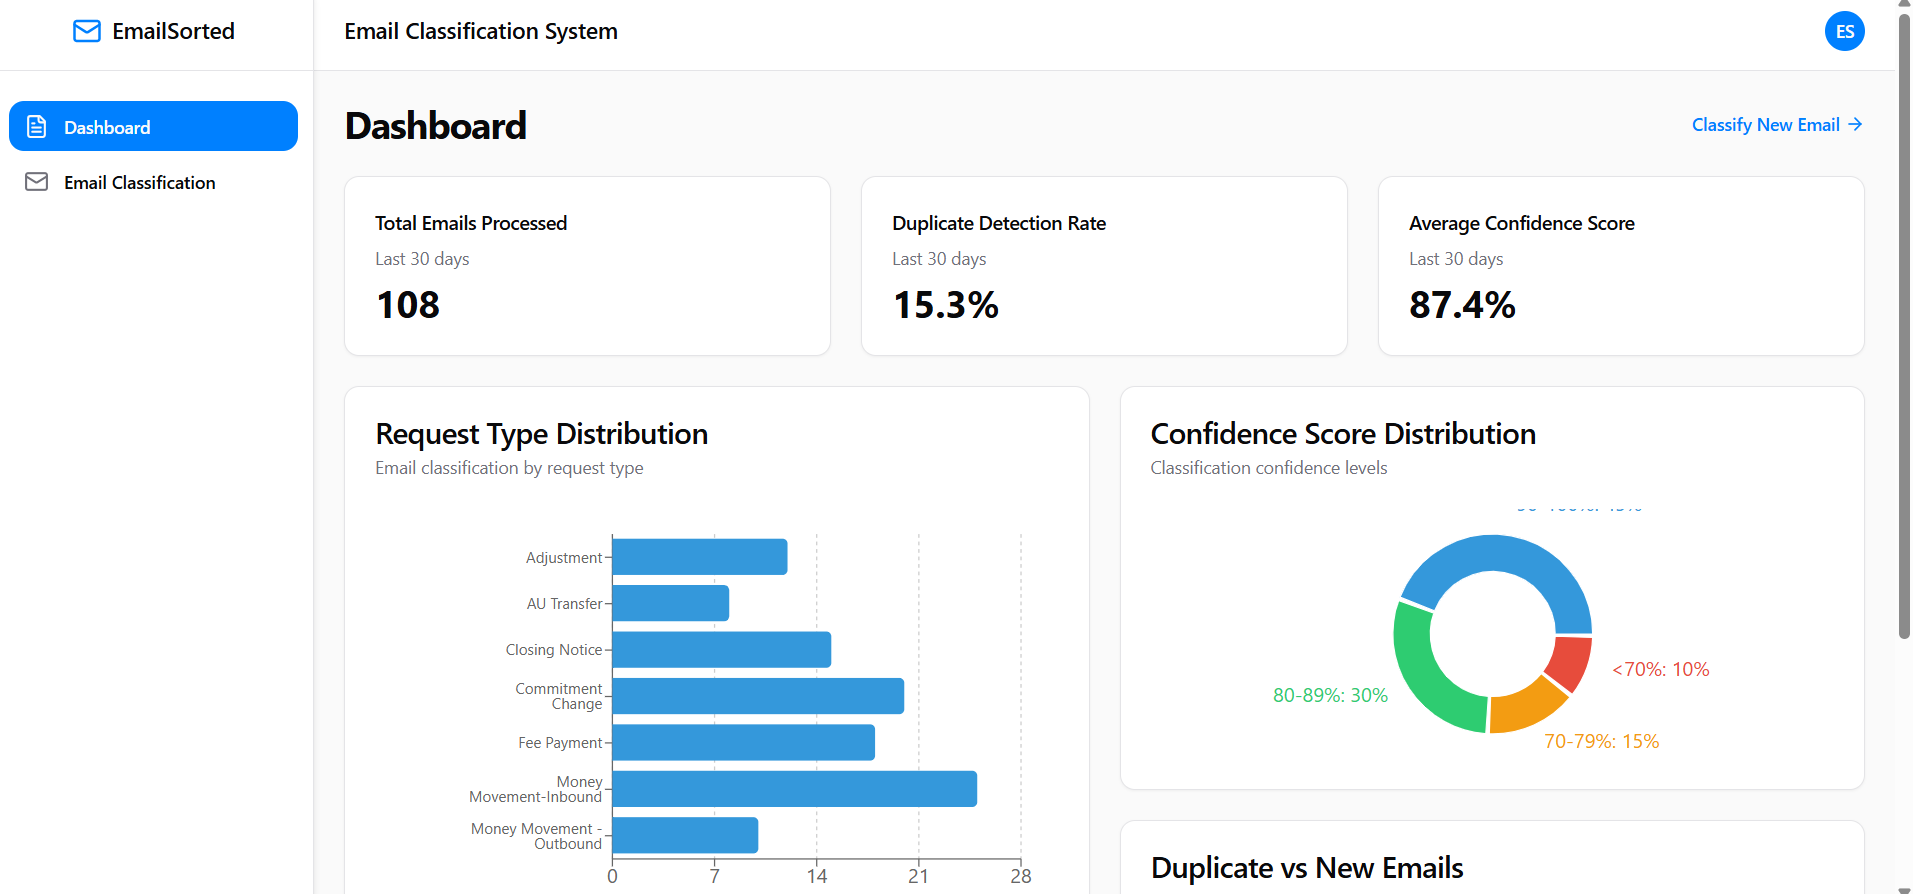 EmailSorted
Email Classification System
ES
Dashboard
Email Classification
Dashboard
Classify New Email
Total Emails Processed
Last 30 days
108
Duplicate Detection Rate
Last 30 days
15.3%
Average Confidence Score
Last 30 days
87.4%
Request Type Distribution
Email classification by request type
Adjustment
AU Transfer
Closing Notice
Commitment
Change
Fee Payment
Money
Movement-Inbound
Money Movement -
Outbound
0 7 14 21 28
Confidence Score Distribution
Classification confidence levels
<70%: 10%
80-89%: 30%
70-79%: 15%
Duplicate vs New Emails